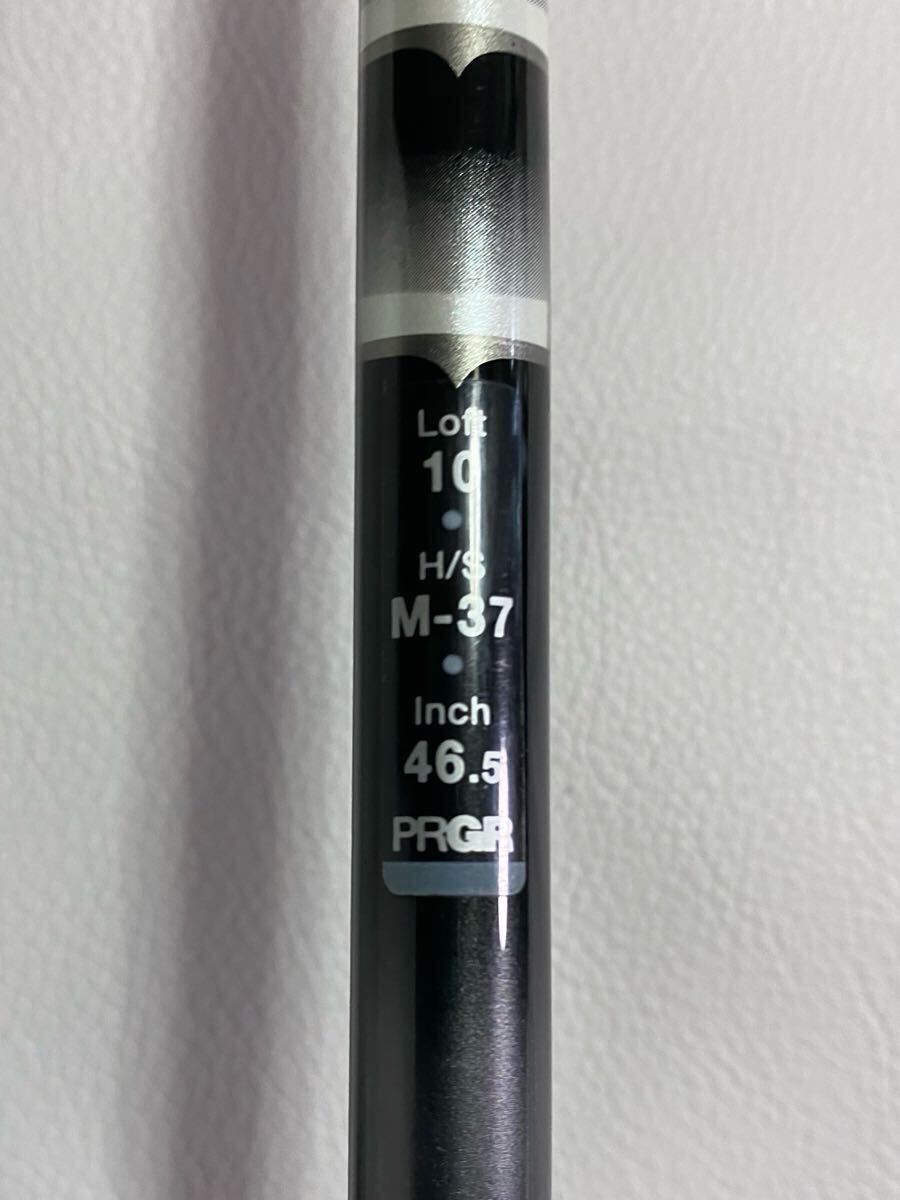 Loft
10
H/S
M-37
Inch
46.5
PRGR